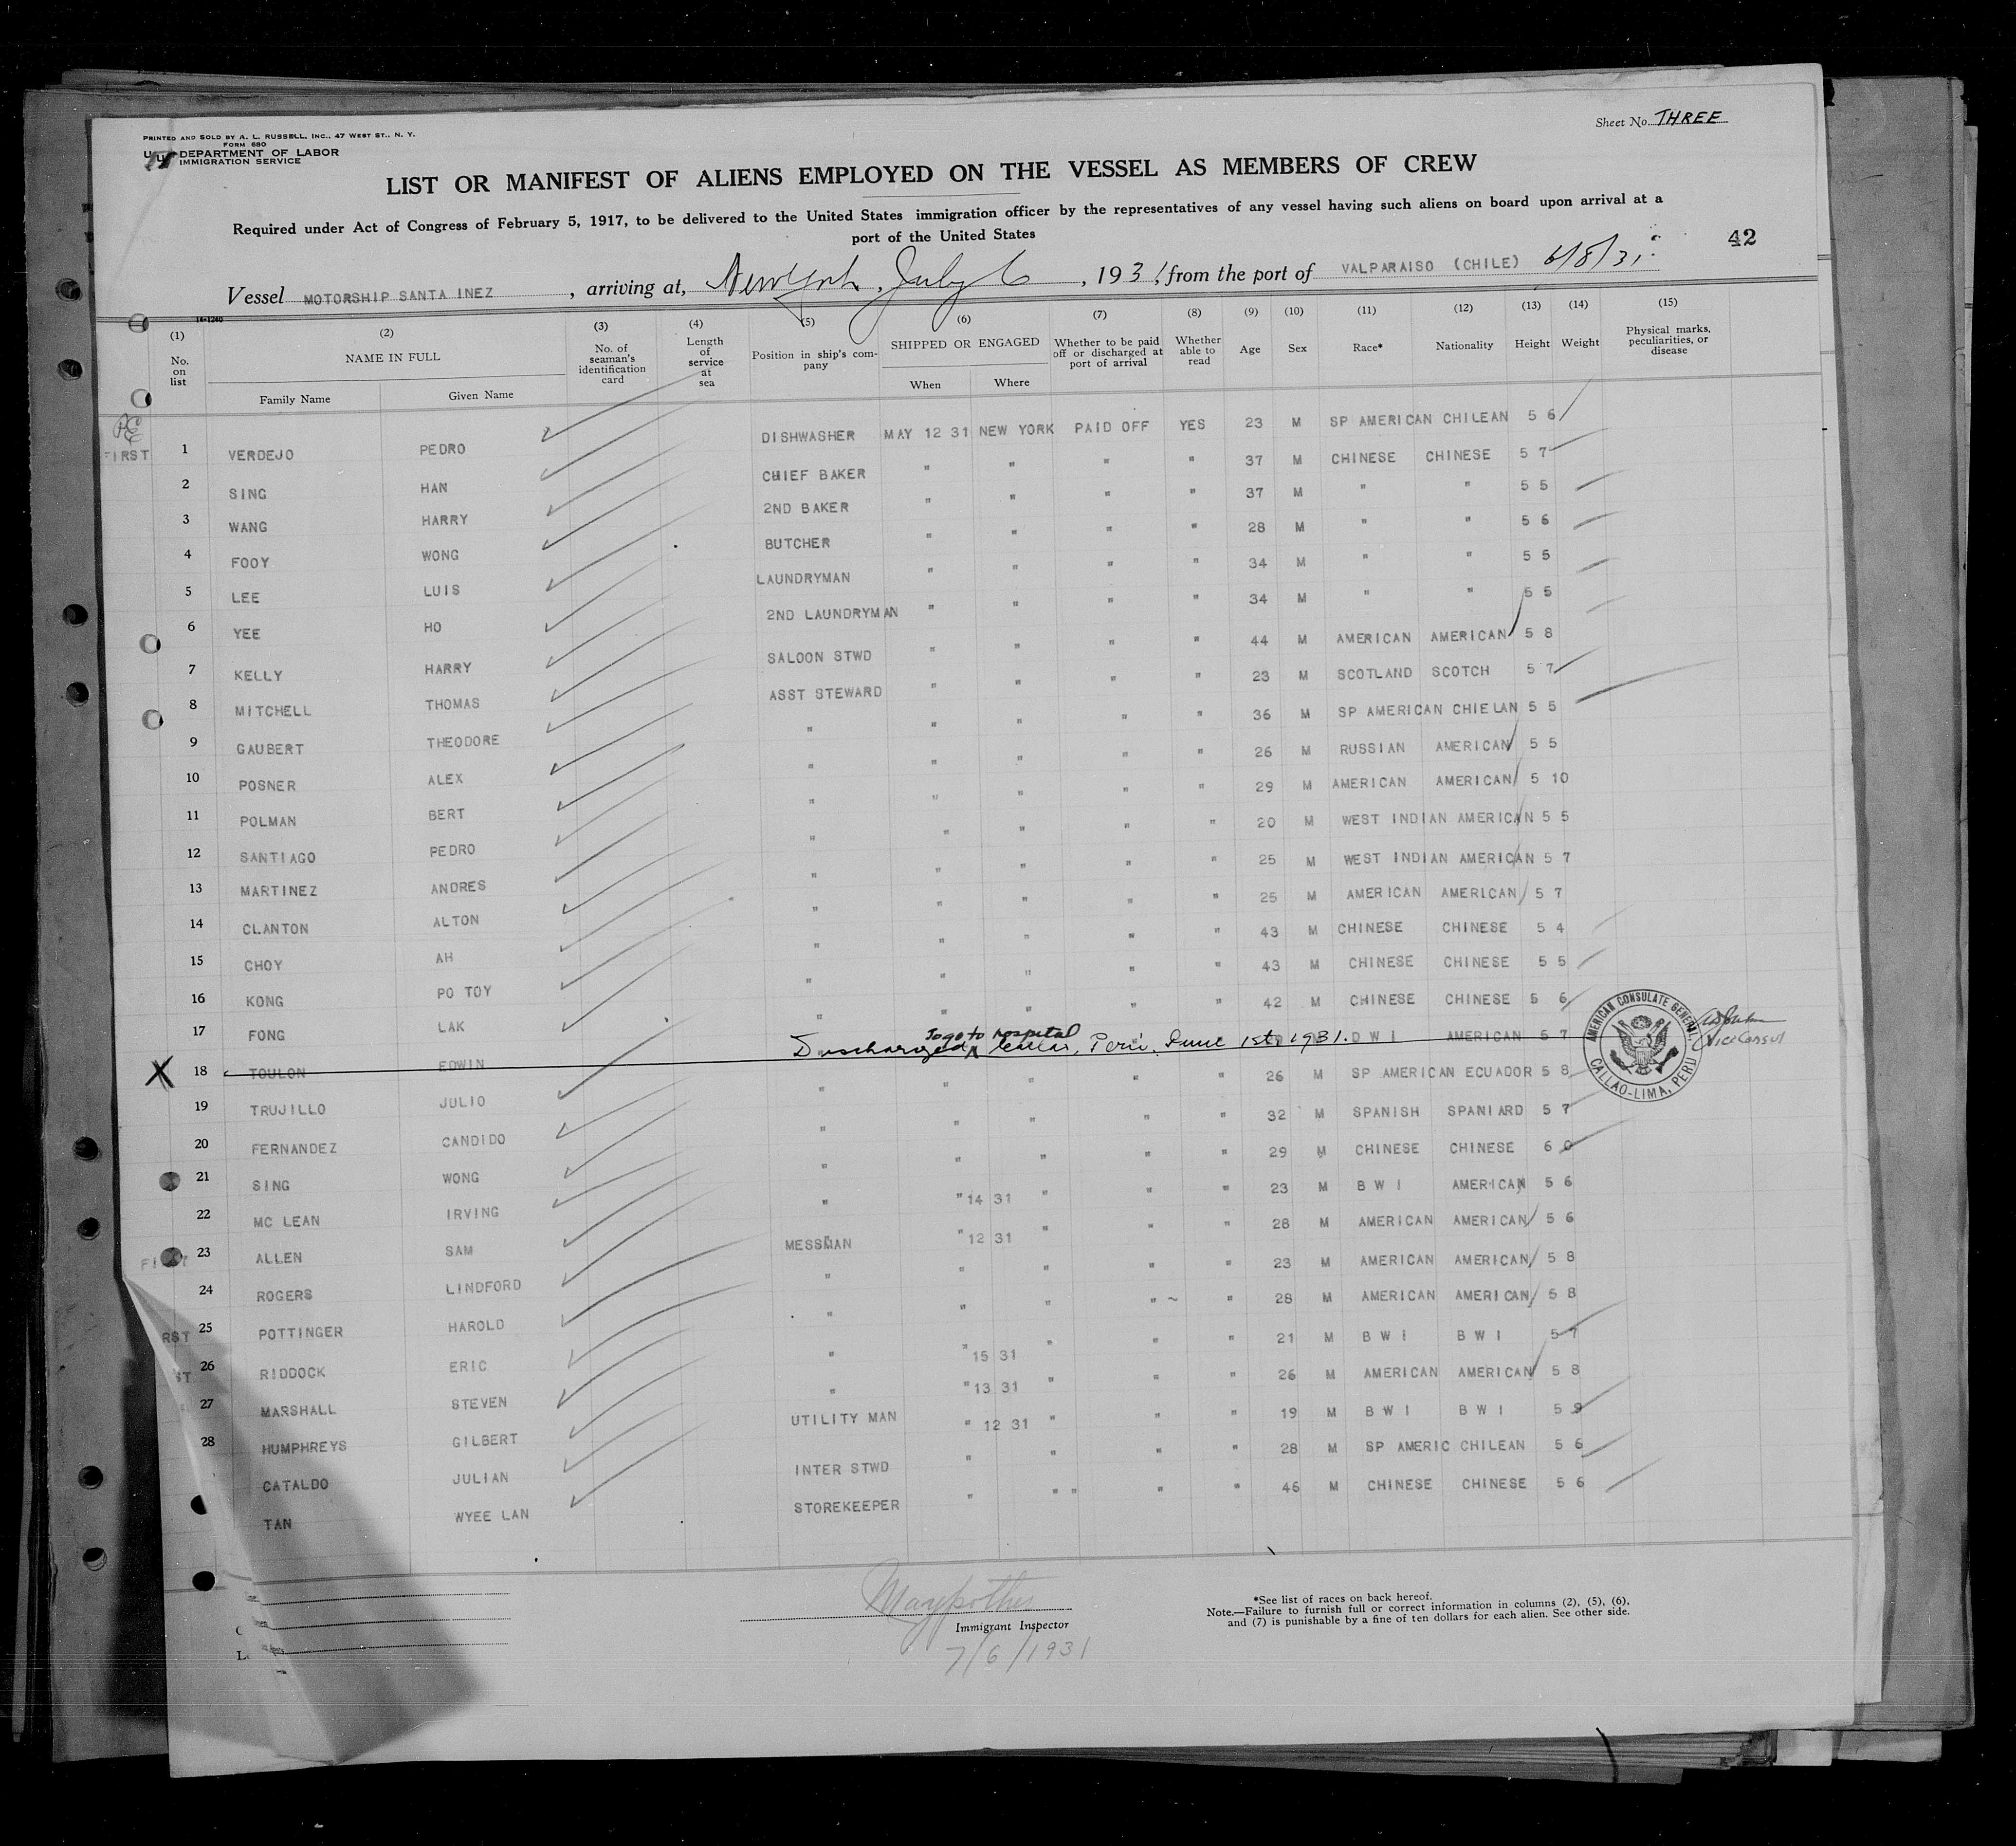 PRINTED AND SOLD BY A. L. RUSSELL, INC., 47 WEST ST., N. Y.
FORM 680
DEPARTMENT OF LABOR
IMMIGRATION SERVICE
Sheet No. THREE
LIST OR MANIFEST OF ALIENS EMPLOYED ON THE VESSEL AS MEMBERS OF CREW
Required under Act of Congress of February 5, 1917, to be delivered to the United States immigration officer by the representatives of any vessel having such aliens on board upon arrival at a
port of the United States
42
Vessel MOTORSHIP SANTA INEZ, arriving at, New York, July 6, 1931, from the port of VALPARAISO (CHILE) 6/8/31
14-1240
(1) (2) (3) (4) (5) (6) (7) (8) (9) (10) (11) (12) (13) (14) (15)
No. on list NAME IN FULL No. of seaman's identification card Length of service at sea Position in ship's company SHIPPED OR ENGAGED Whether to be paid off or discharged at port of arrival Whether able to read Age Sex Race* Nationality Height Weight Physical marks, peculiarities, or disease
Family Name Given Name When Where
FIRST 1 VERDEJO PEDRO DISHWASHER MAY 12 31 NEW YORK PAID OFF YES 23 M SP AMERICAN CHILEAN 5 6
2 SING HAN CHIEF BAKER " " " " 37 M CHINESE CHINESE 5 7
3 WANG HARRY 2ND BAKER " " " " 37 M " " 5 5
4 FOOY WONG BUTCHER " " " " 28 M " " 5 6
5 LEE LUIS LAUNDRYMAN " " " " 34 M " " 5 5
6 YEE HO 2ND LAUNDRYMAN " " " " 34 M " " 5 5
7 KELLY HARRY SALOON STWD " " " " 44 M AMERICAN AMERICAN 5 8
8 MITCHELL THOMAS ASST STEWARD " " " " 23 M SCOTLAND SCOTCH 5 7
9 GAUBERT THEODORE " " " " " 36 M SP AMERICAN CHIELAN 5 5
10 POSNER ALEX " " " " " 26 M RUSSIAN AMERICAN 5 5
11 POLMAN BERT " " " " " 29 M AMERICAN AMERICAN 5 10
12 SANTIAGO PEDRO " " " " " 20 M WEST INDIAN AMERICAN 5 5
13 MARTINEZ ANDRES " " " " " 25 M WEST INDIAN AMERICAN 5 7
14 CLANTON ALTON " " " " " 25 M AMERICAN AMERICAN 5 7
15 CHOY AH " " " " " 43 M CHINESE CHINESE 5 4
16 KONG PO TOY " " " " " 43 M CHINESE CHINESE 5 5
17 FONG LAK " " " " " 42 M CHINESE CHINESE 5 6
X 18 TOULON EDWIN Discharged to go to hospital Callao, Peru, June 1st, 1931. D W I AMERICAN 5 7
AMERICAN CONSULATE GENERAL, CALLAO-LIMA, PERU
Vice Consul
19 TRUJILLO JULIO " " " " " 26 M SP AMERICAN ECUADOR 5 8
20 FERNANDEZ CANDIDO " " " " " 32 M SPANISH SPANIARD 5 7
21 SING WONG " " " " " 29 M CHINESE CHINESE 6 0
22 MC LEAN IRVING " " 14 31 " " " 23 M B W I AMERICAN 5 6
FIRST 23 ALLEN SAM MESSMAN " 12 31 " " " 28 M AMERICAN AMERICAN 5 6
24 ROGERS LINDFORD " " " " " 23 M AMERICAN AMERICAN 5 8
RST 25 POTTINGER HAROLD " " " " " 28 M AMERICAN AMERICAN 5 8
ST 26 RIDDOCK ERIC " " 15 31 " " " 21 M B W I B W I 5 7
27 MARSHALL STEVEN " " 13 31 " " " 26 M AMERICAN AMERICAN 5 8
28 HUMPHREYS GILBERT UTILITY MAN " 12 31 " " " 19 M B W I B W I 5 9
CATALDO JULIAN INTER STWD " " " " 28 M SP AMERIC CHILEAN 5 6
TAN WYEE LAN STOREKEEPER " " " " " 46 M CHINESE CHINESE 5 6
Immigrant Inspector
7/6/1931
*See list of races on back hereof.
Note.—Failure to furnish full or correct information in columns (2), (5), (6),
and (7) is punishable by a fine of ten dollars for each alien. See other side.